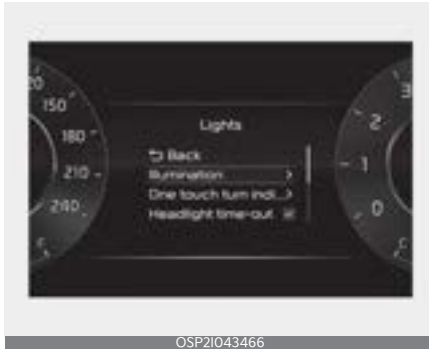 Lights
Back
Illumination >
One touch turn indi...>
Headlight time-out
150
180
210
240
3
2
1
0
OSP2I043466